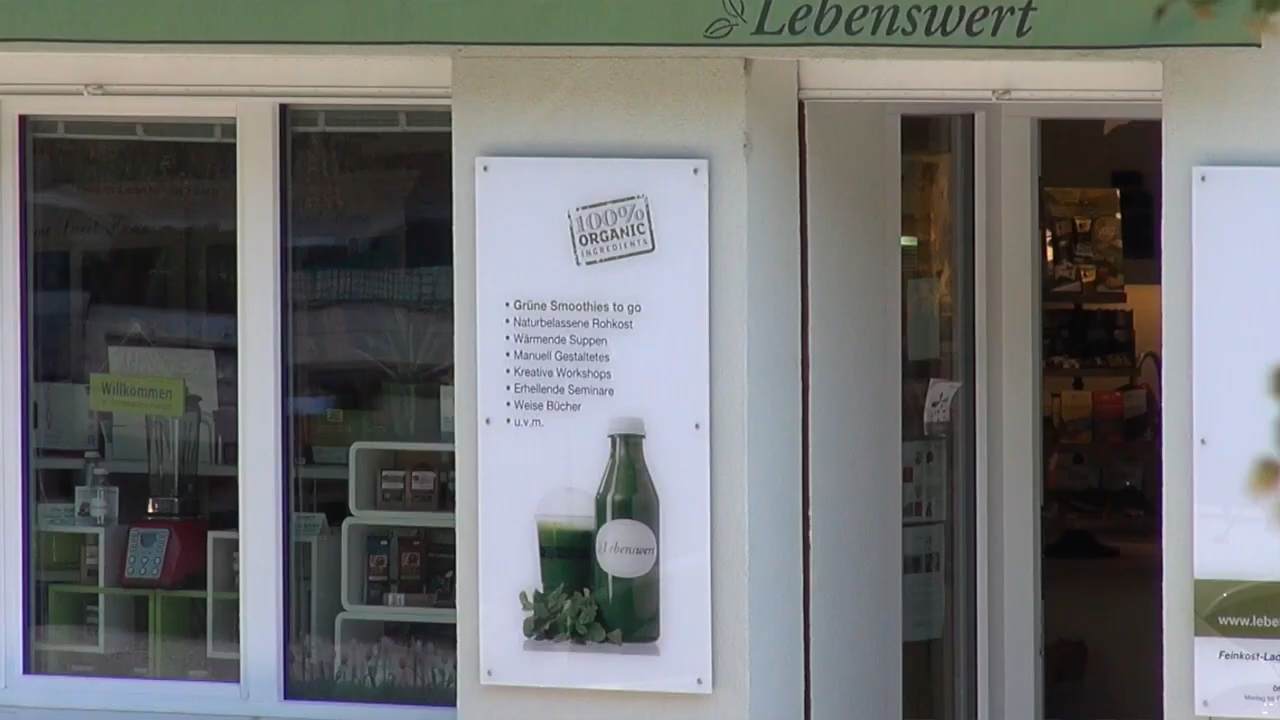 Lebenswert
100%
ORGANIC
INGREDIENTS
• Grüne Smoothies to go
• Naturbelassene Rohkost
• Wärmende Suppen
• Manuell Gestaltetes
• Kreative Workshops
• Erhellende Seminare
• Weise Bücher
• u.v.m.
Lebenswert
Willkommen
www.lebe
Feinkost-Lad